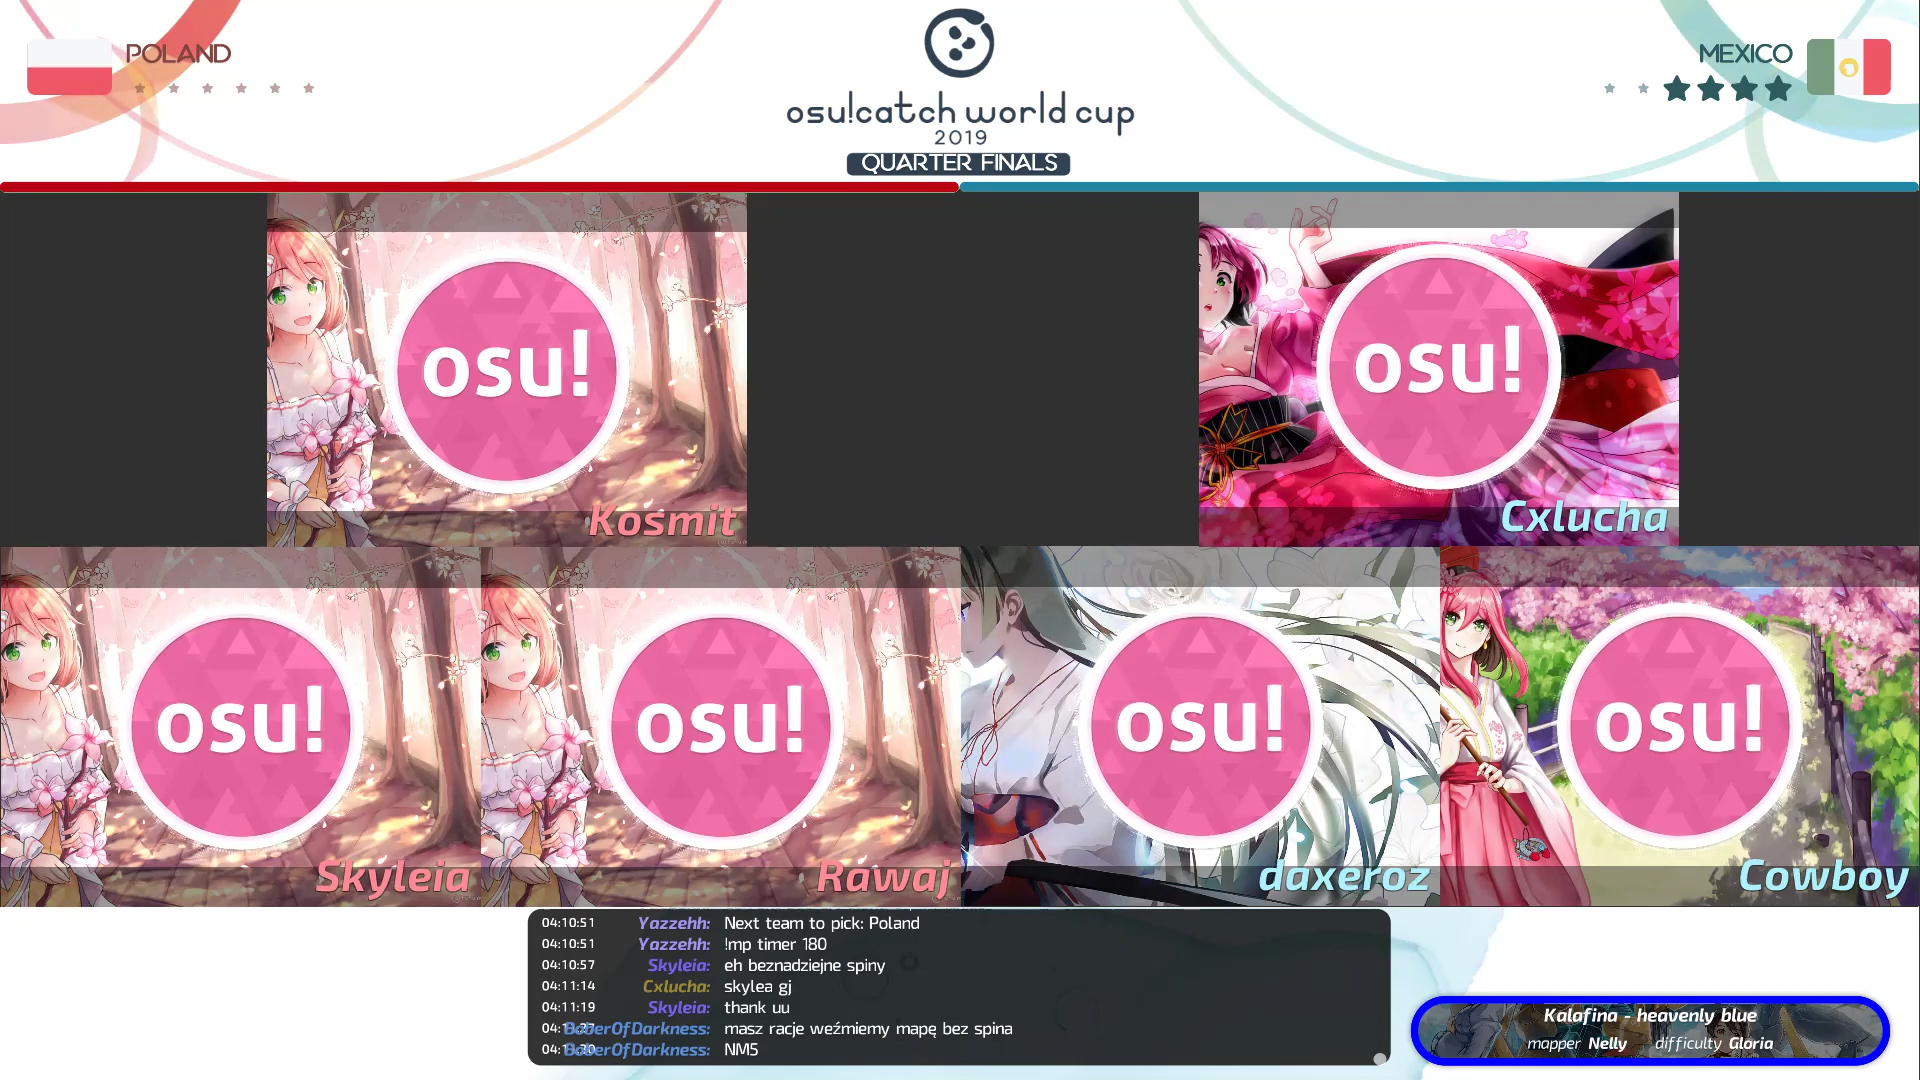 POLAND
MEXICO
osu!catch world cup
2019
QUARTER FINALS
osu!
Kosmit
osu!
Cxlucha
osu!
Skyleia
osu!
Rawaj
osu!
daxeroz
osu!
Cowboy
04:10:51 Yazzehh: Next team to pick: Poland
04:10:51 Yazzehh: !mp timer 180
04:10:57 Skyleia: eh beznadziejne spiny
04:11:14 Cxlucha: skylea gj
04:11:19 Skyleia: thank uu
BoberOfDarkness: masz racje weźmiemy mapę bez spina
BoberOfDarkness: NM5
Kalafina - heavenly blue
mapper Nelly difficulty Gloria